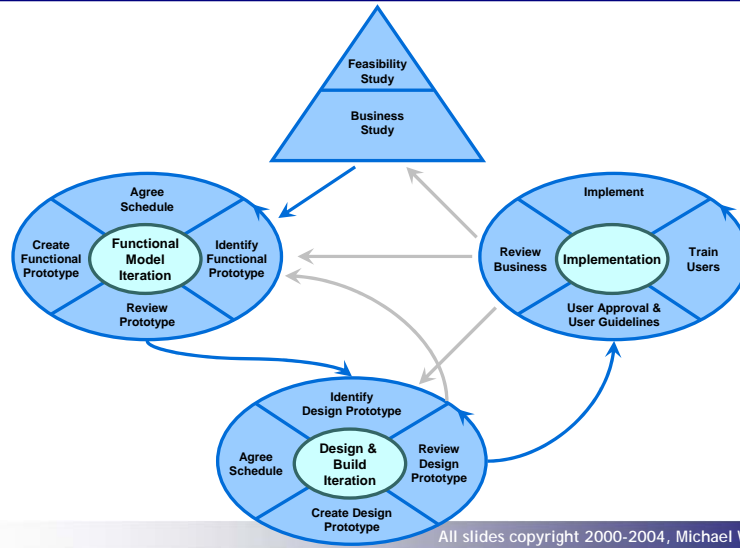 Feasibility
Study
Business
Study
Agree
Schedule
Create
Functional
Prototype
Functional
Model
Iteration
Identify
Functional
Prototype
Review
Prototype
Implement
Review
Business
Implementation
Train
Users
User Approval &
User Guidelines
Identify
Design Prototype
Agree
Schedule
Design &
Build
Iteration
Review
Design
Prototype
Create Design
Prototype
All slides copyright 2000-2004, Michael